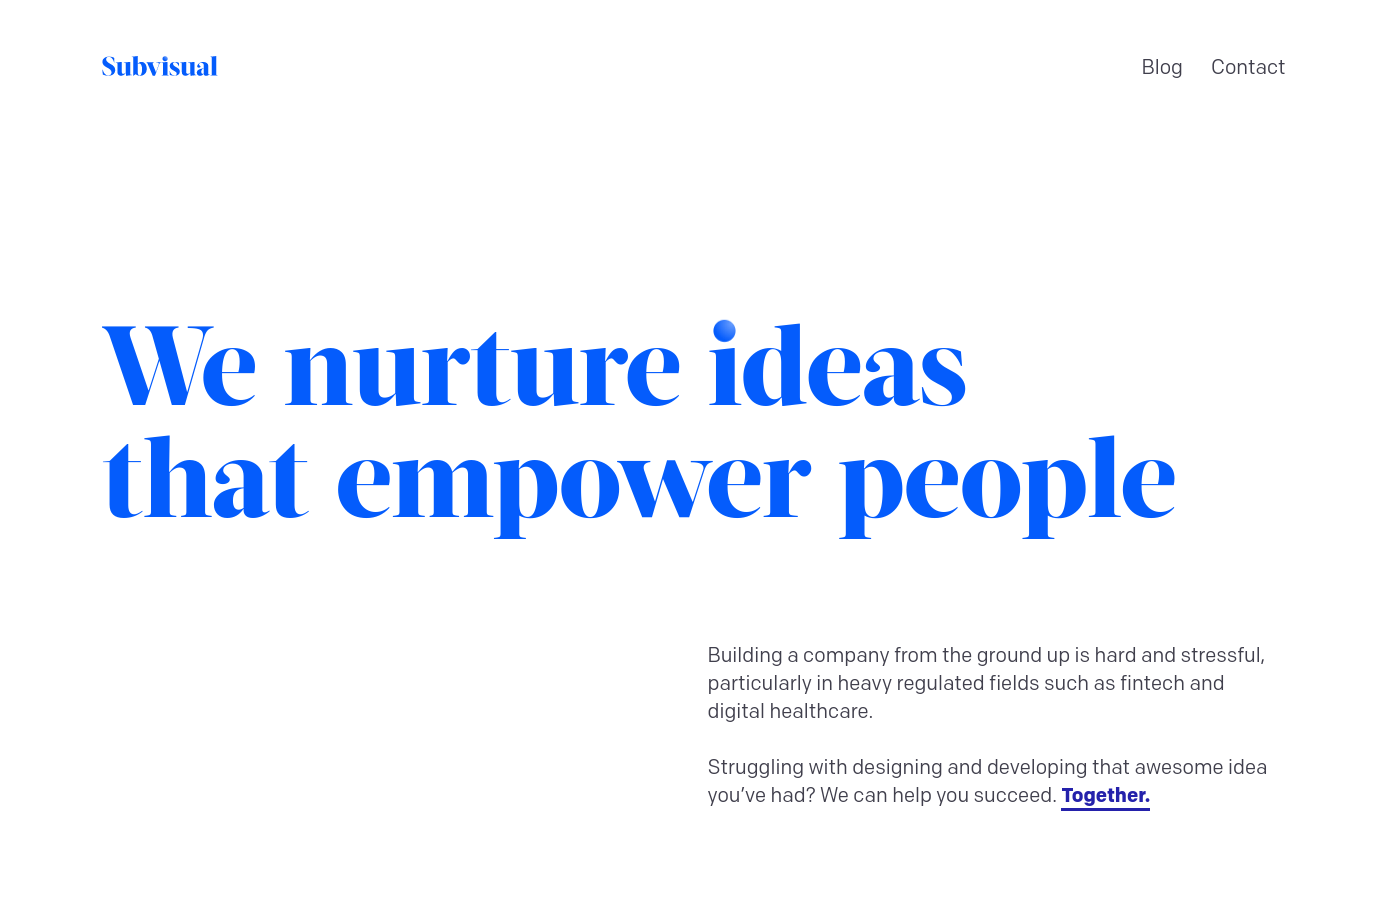 Subvisual
Blog Contact
We nurture ideas
that empower people
Building a company from the ground up is hard and stressful,
particularly in heavy regulated fields such as fintech and
digital healthcare.
Struggling with designing and developing that awesome idea
you’ve had? We can help you succeed. Together.